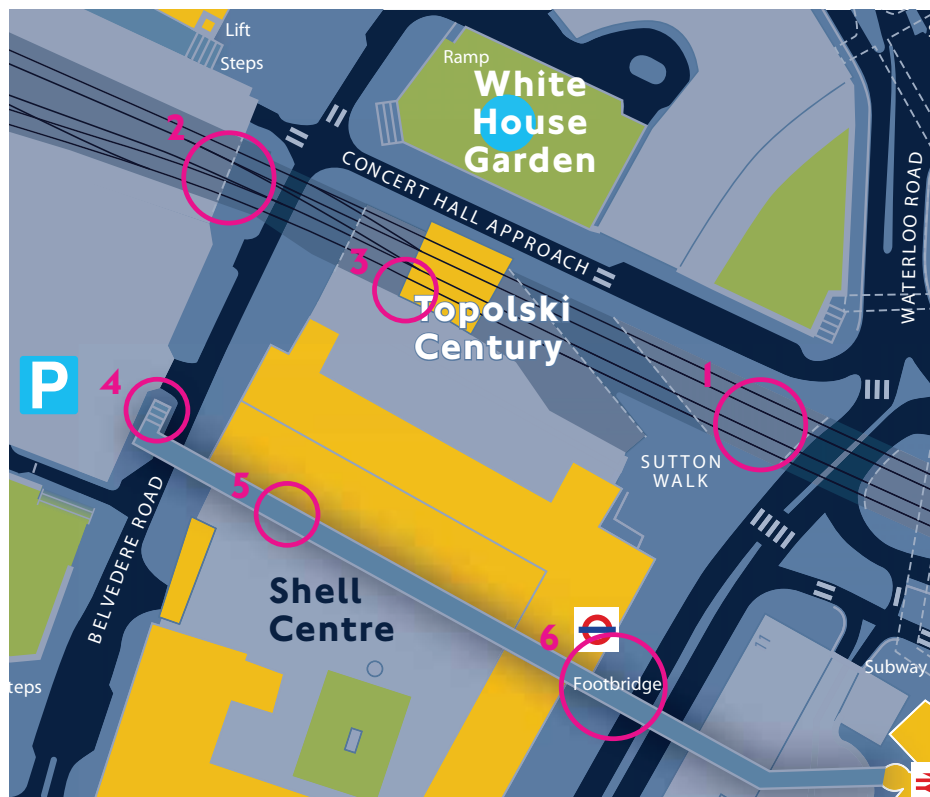 Lift
Steps
Ramp
White
House
Garden
2
CONCERT HALL APPROACH
WATERLOO ROAD
3
Topolski
Century
P
4
1
SUTTON
WALK
5
BELVEDERE ROAD
Shell
Centre
6
11
Footbridge
Subway
teps